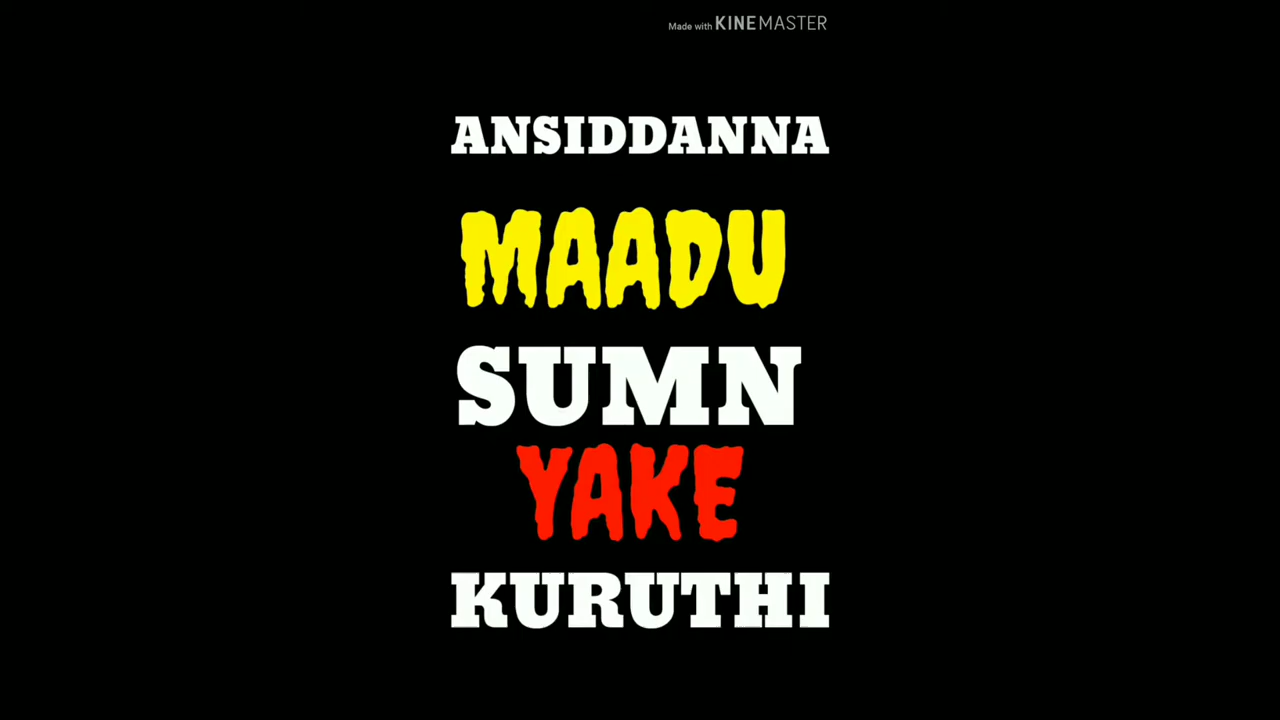 Made with KINEMASTER
ANSIDDANNA
MAADU
SUMN
YAKE
KURUTHI